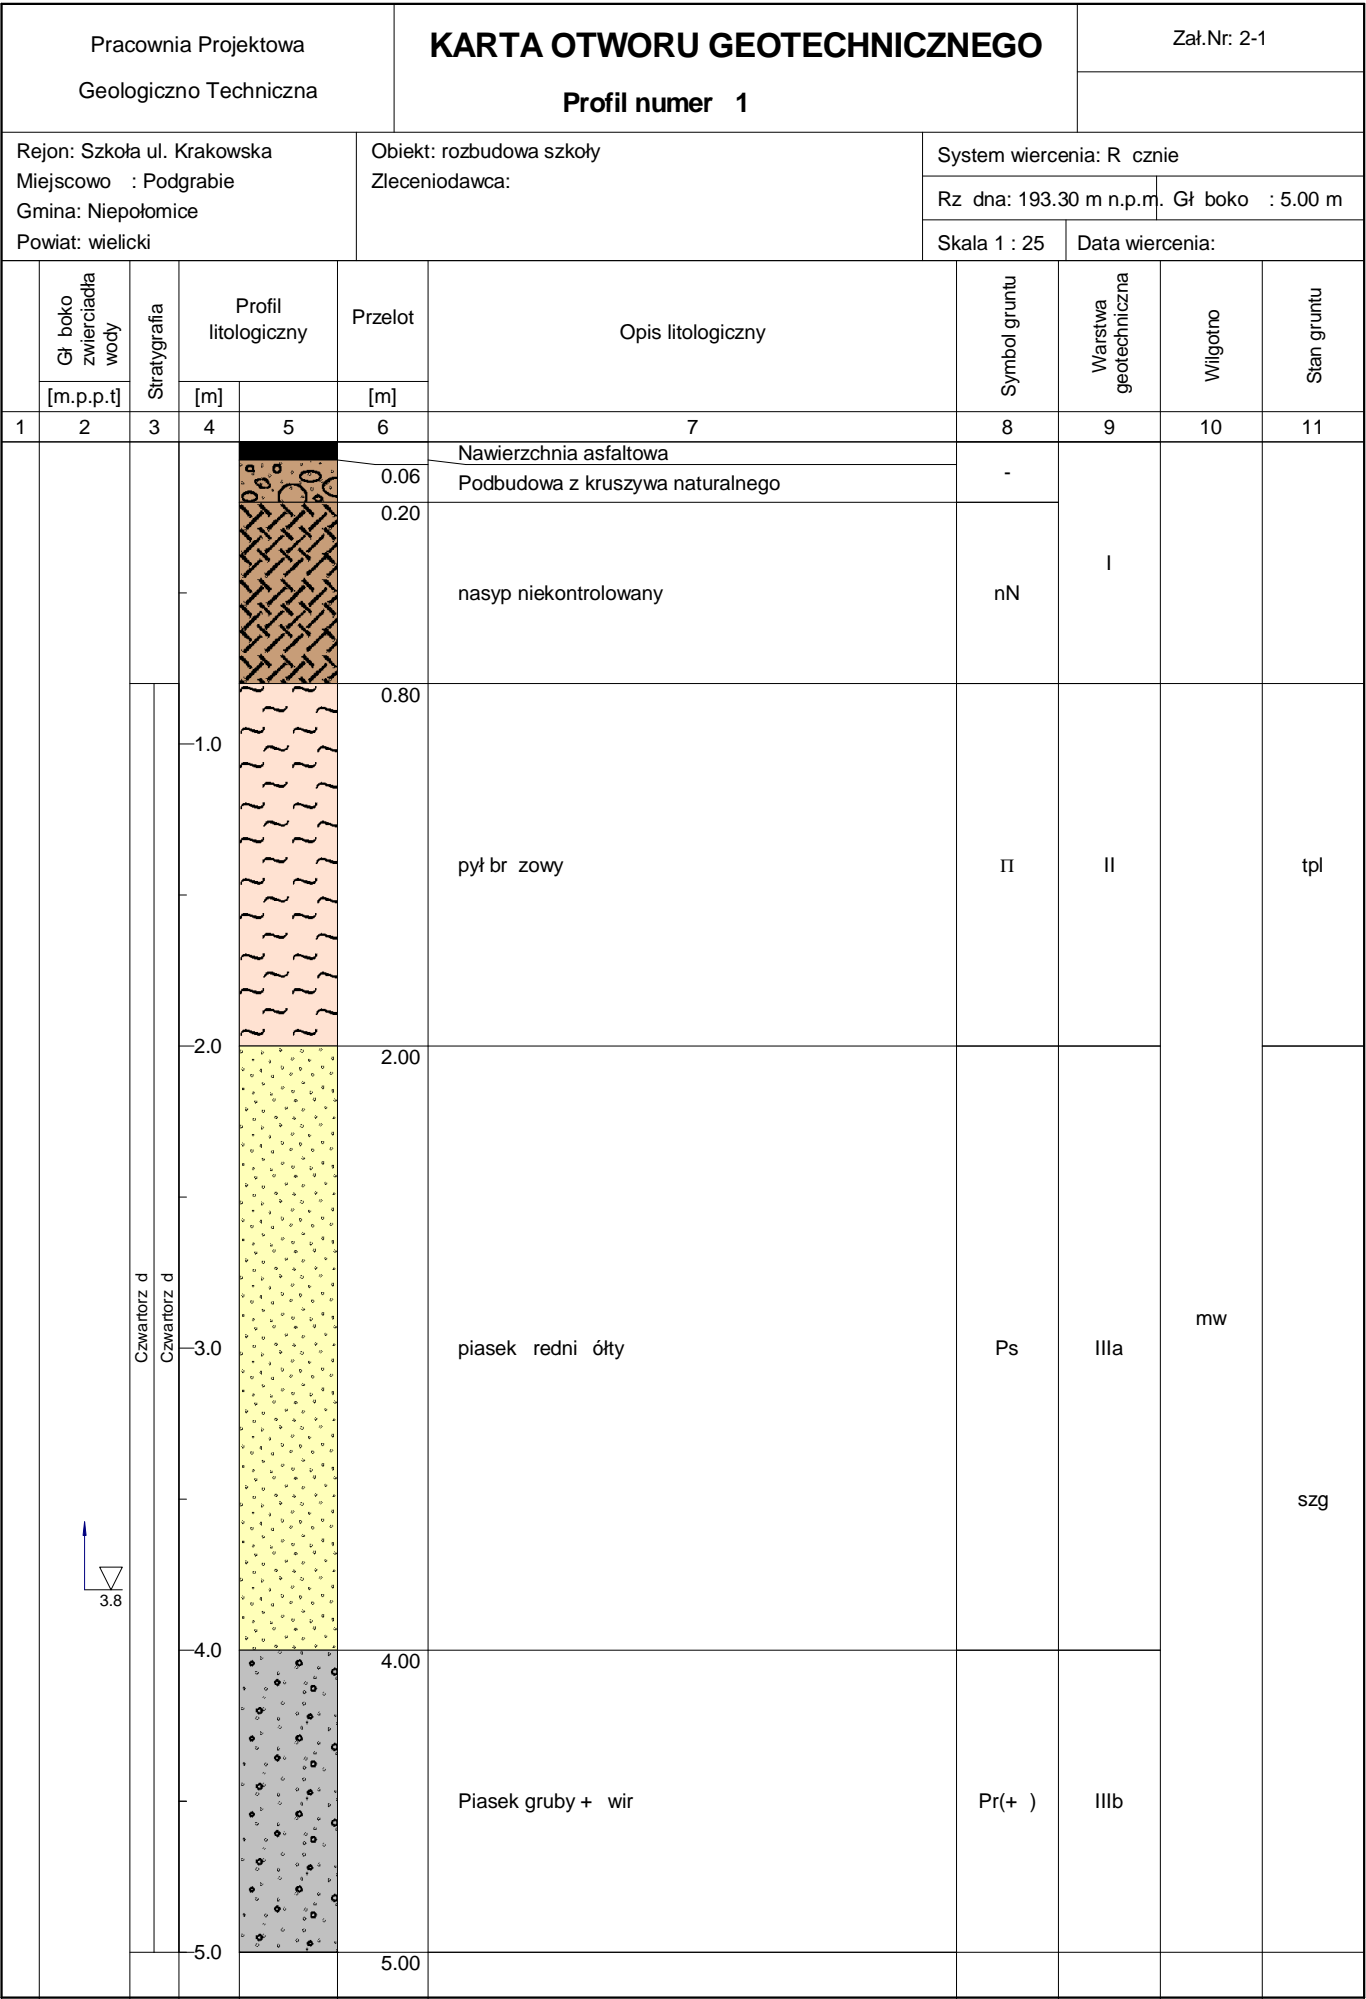 Pracownia Projektowa
Geologiczno Techniczna
KARTA OTWORU GEOTECHNICZNEGO
Profil numer 1
Zał.Nr: 2-1
Rejon: Szkoła ul. Krakowska
Miejscowo : Podgrabie
Gmina: Niepołomice
Powiat: wielicki
Obiekt: rozbudowa szkoły
Zleceniodawca:
System wiercenia: R cznie
Rz dna: 193.30 m n.p.m. Gł boko : 5.00 m
Skala 1 : 25 Data wiercenia:
Gł boko
zwierciadła
wody
[m.p.p.t]
Stratygrafia
Profil
litologiczny
[m]
Przelot
[m]
Opis litologiczny
Symbol gruntu
Warstwa
geotechniczna
Wilgotno
Stan gruntu
1 2 3 4 5 6 7 8 9 10 11
Nawierzchnia asfaltowa
0.06 Podbudowa z kruszywa naturalnego -
0.20
I
nasyp niekontrolowany nN
0.80
1.0
pył br zowy Π II tpl
2.0
2.00
Czwartorz d
Czwartorz d
mw
3.0 piasek redni ółty Ps IIIa
szg
3.8
4.0
4.00
Piasek gruby + wir Pr(+ ) IIIb
5.0
5.00